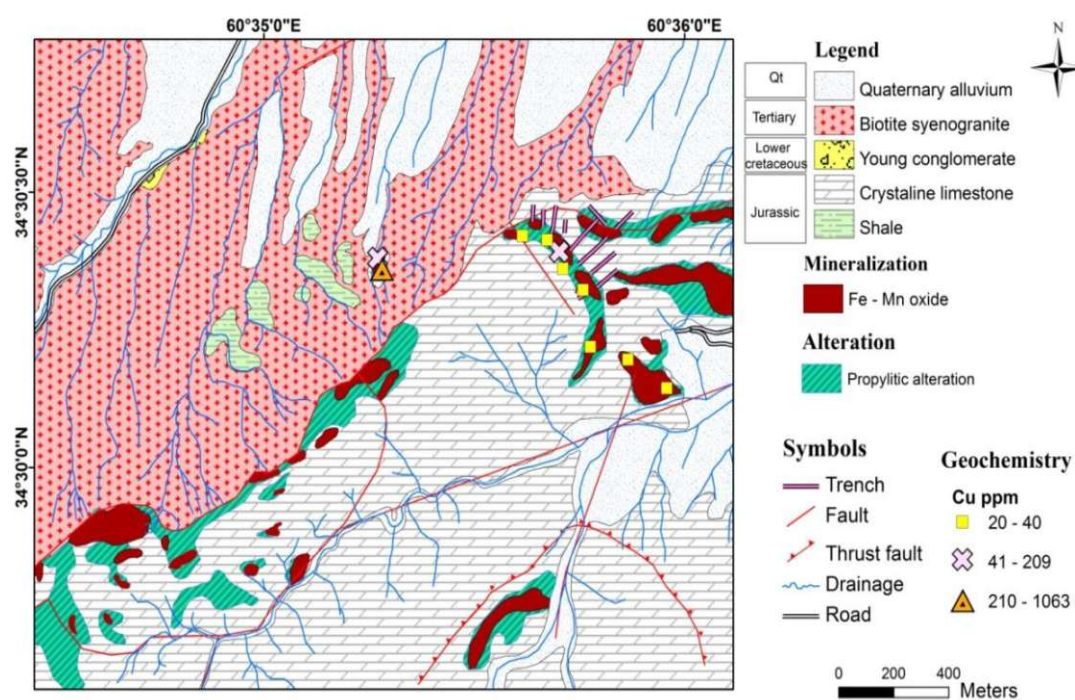 60°35'0"E
60°36'0"E
N
34°30'30"N
34°30'0"N
Legend
Qt
Quaternary alluvium
Tertiary
Biotite syenogranite
Lower
cretaceous
Young conglomerate
Jurassic
Crystaline limestone
Shale
Mineralization
Fe - Mn oxide
Alteration
Propylitic alteration
Symbols
Trench
Fault
Thrust fault
Drainage
Road
Geochemistry
Cu ppm
20 - 40
41 - 209
210 - 1063
0 200 400
Meters